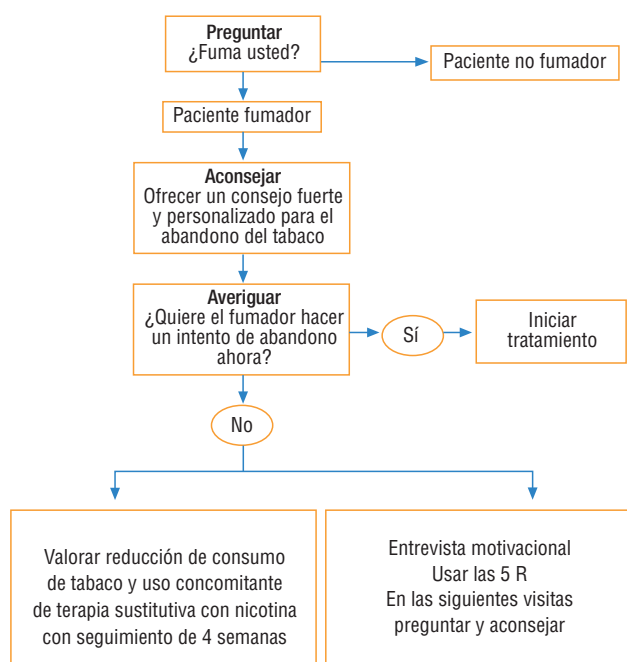 Preguntar
¿Fuma usted?
Paciente no fumador
Paciente fumador
Aconsejar
Ofrecer un consejo fuerte
y personalizado para el
abandono del tabaco
Averiguar
¿Quiere el fumador hacer
un intento de abandono
ahora?
Sí
Iniciar
tratamiento
No
Valorar reducción de consumo
de tabaco y uso concomitante
de terapia sustitutiva con nicotina
con seguimiento de 4 semanas
Entrevista motivacional
Usar las 5 R
En las siguientes visitas
preguntar y aconsejar